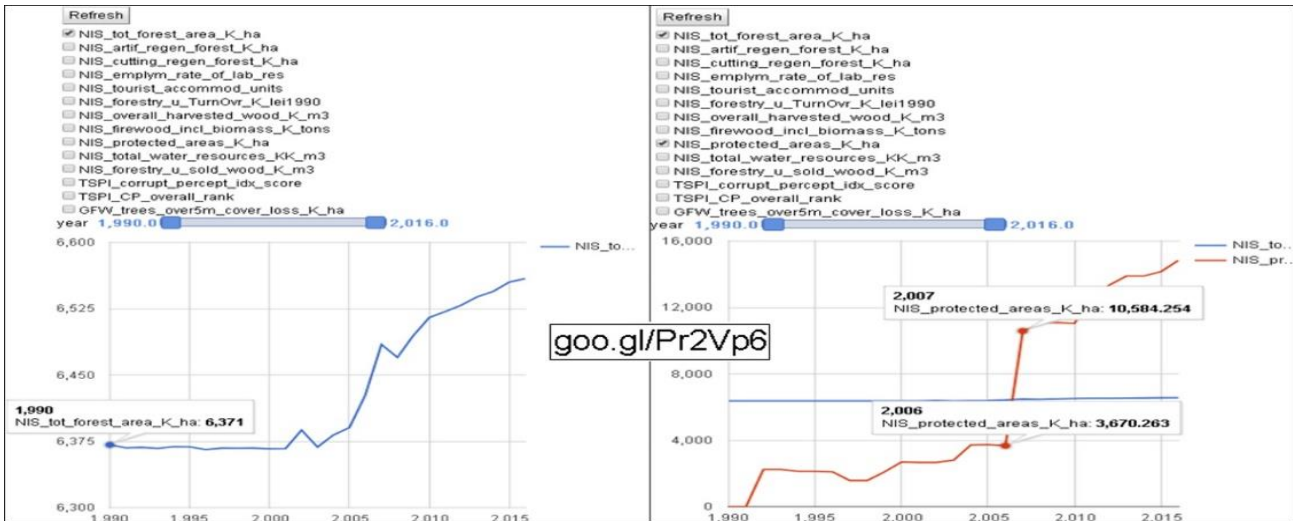 Refresh
NIS_tot_forest_area_K_ha
NIS_artif_regen_forest_K_ha
NIS_cutting_regen_forest_K_ha
NIS_emplym_rate_of_lab_res
NIS_tourist_accommod_units
NIS_forestry_u_TurnOvr_K_lei1990
NIS_overall_harvested_wood_K_m3
NIS_firewood_incl_biomass_K_tons
NIS_protected_areas_K_ha
NIS_total_water_resources_KK_m3
NIS_forestry_u_sold_wood_K_m3
TSPI_corrupt_percept_idx_score
TSPI_CP_overall_rank
GFW_trees_over5m_cover_loss_K_ha
year 1,990.0 2,016.0
6,600
NIS_to...
6,525
6,450
1,990
NIS_tot_forest_area_K_ha: 6,371
6,375
6,300
1,990 1,995 2,000 2,005 2,010 2,015
goo.gl/Pr2Vp6
Refresh
NIS_tot_forest_area_K_ha
NIS_artif_regen_forest_K_ha
NIS_cutting_regen_forest_K_ha
NIS_emplym_rate_of_lab_res
NIS_tourist_accommod_units
NIS_forestry_u_TurnOvr_K_lei1990
NIS_overall_harvested_wood_K_m3
NIS_firewood_incl_biomass_K_tons
NIS_protected_areas_K_ha
NIS_total_water_resources_KK_m3
NIS_forestry_u_sold_wood_K_m3
TSPI_corrupt_percept_idx_score
TSPI_CP_overall_rank
GFW_trees_over5m_cover_loss_K_ha
year 1,990.0 2,016.0
16,000
NIS_to...
NIS_pr...
2,007
NIS_protected_areas_K_ha: 10,584.254
12,000
8,000
2,006
NIS_protected_areas_K_ha: 3,670.263
4,000
0
1,990 1,995 2,000 2,005 2,010 2,015